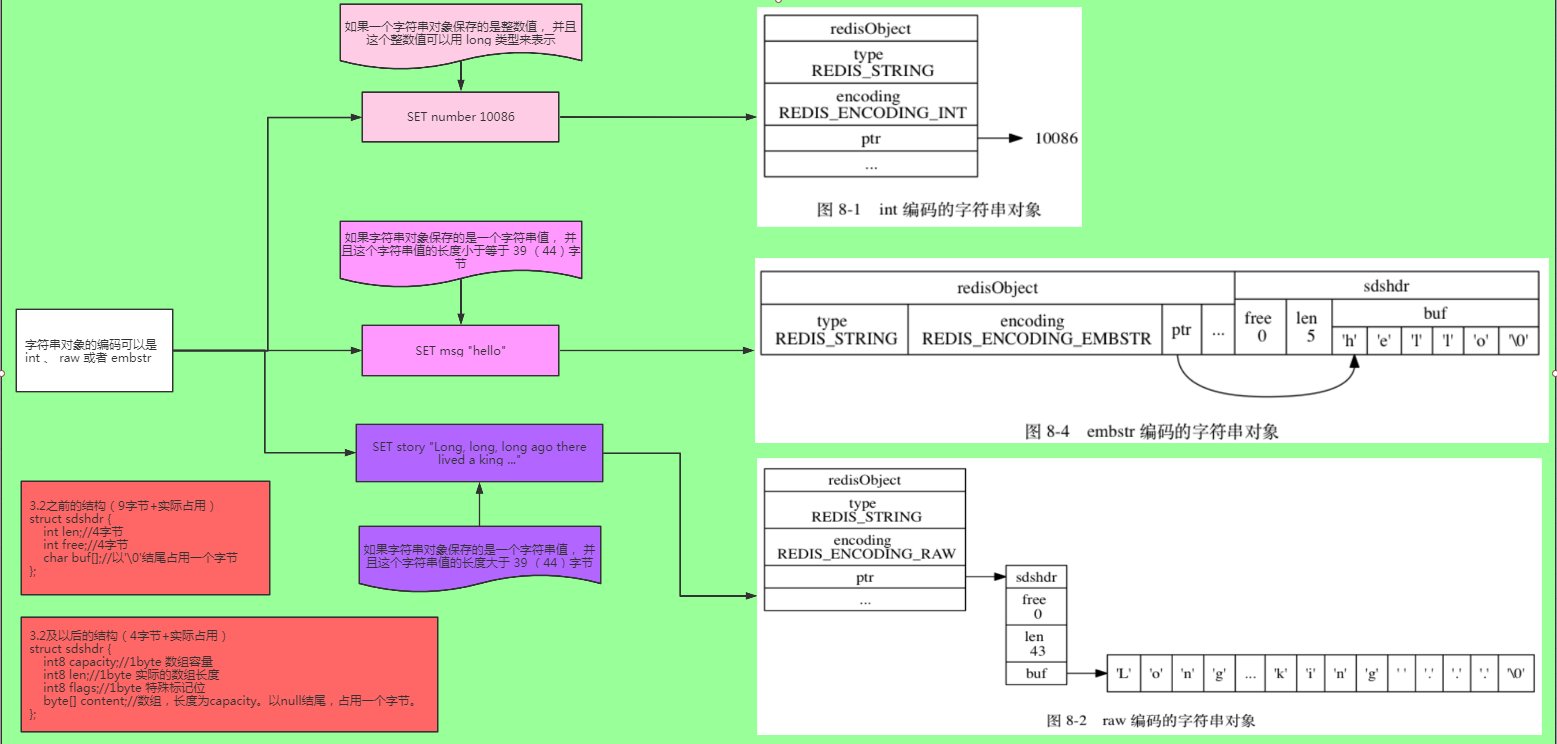 如果一个字符串对象保存的是整数值， 并且
这个整数值可以用 long 类型来表示
SET number 10086
redisObject
type
REDIS_STRING
encoding
REDIS_ENCODING_INT
ptr
...
10086
图 8-1 int 编码的字符串对象
如果字符串对象保存的是一个字符串值， 并
且这个字符串值的长度小于等于 39 （44）字
节
字符串对象的编码可以是
int 、 raw 或者 embstr
SET msg "hello"
redisObject
sdshdr
type
REDIS_STRING
encoding
REDIS_ENCODING_EMBSTR
ptr
...
free
0
len
5
buf
'h' 'e' 'l' 'l' 'o' '\0'
图 8-4 embstr 编码的字符串对象
SET story "Long, long, long ago there
lived a king ..."
如果字符串对象保存的是一个字符串值， 并
且这个字符串值的长度大于 39 （44）字节
redisObject
type
REDIS_STRING
encoding
REDIS_ENCODING_RAW
ptr
...
sdshdr
free
0
len
43
buf
'L' 'o' 'n' 'g' ... 'k' 'i' 'n' 'g' ' ' '.' '.' '.' '\0'
图 8-2 raw 编码的字符串对象
3.2之前的结构（9字节+实际占用）
struct sdshdr {
int len;//4字节
int free;//4字节
char buf[];//以'\0'结尾占用一个字节
};
3.2及以后的结构（4字节+实际占用）
struct sdshdr {
int8 capacity;//1byte 数组容量
int8 len;//1byte 实际的数组长度
int8 flags;//1byte 特殊标记位
byte[] content;//数组，长度为capacity。以null结尾，占用一个字节。
};